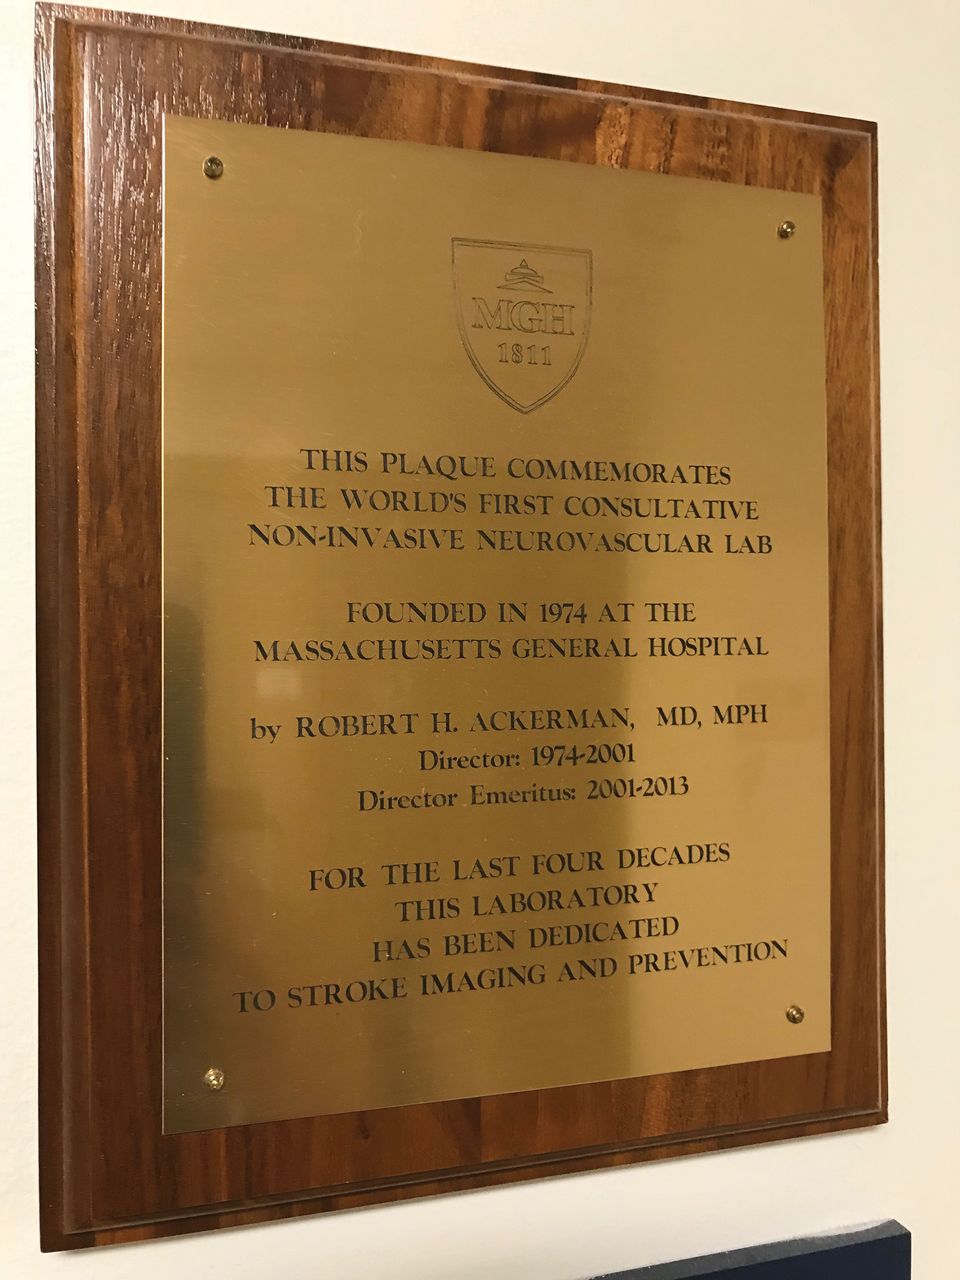 MGH
1811
THIS PLAQUE COMMEMORATES
THE WORLD'S FIRST CONSULTATIVE
NON-INVASIVE NEUROVASCULAR LAB
FOUNDED IN 1974 AT THE
MASSACHUSETTS GENERAL HOSPITAL
by ROBERT H. ACKERMAN, MD, MPH
Director: 1974-2001
Director Emeritus: 2001-2013
FOR THE LAST FOUR DECADES
THIS LABORATORY
HAS BEEN DEDICATED
TO STROKE IMAGING AND PREVENTION